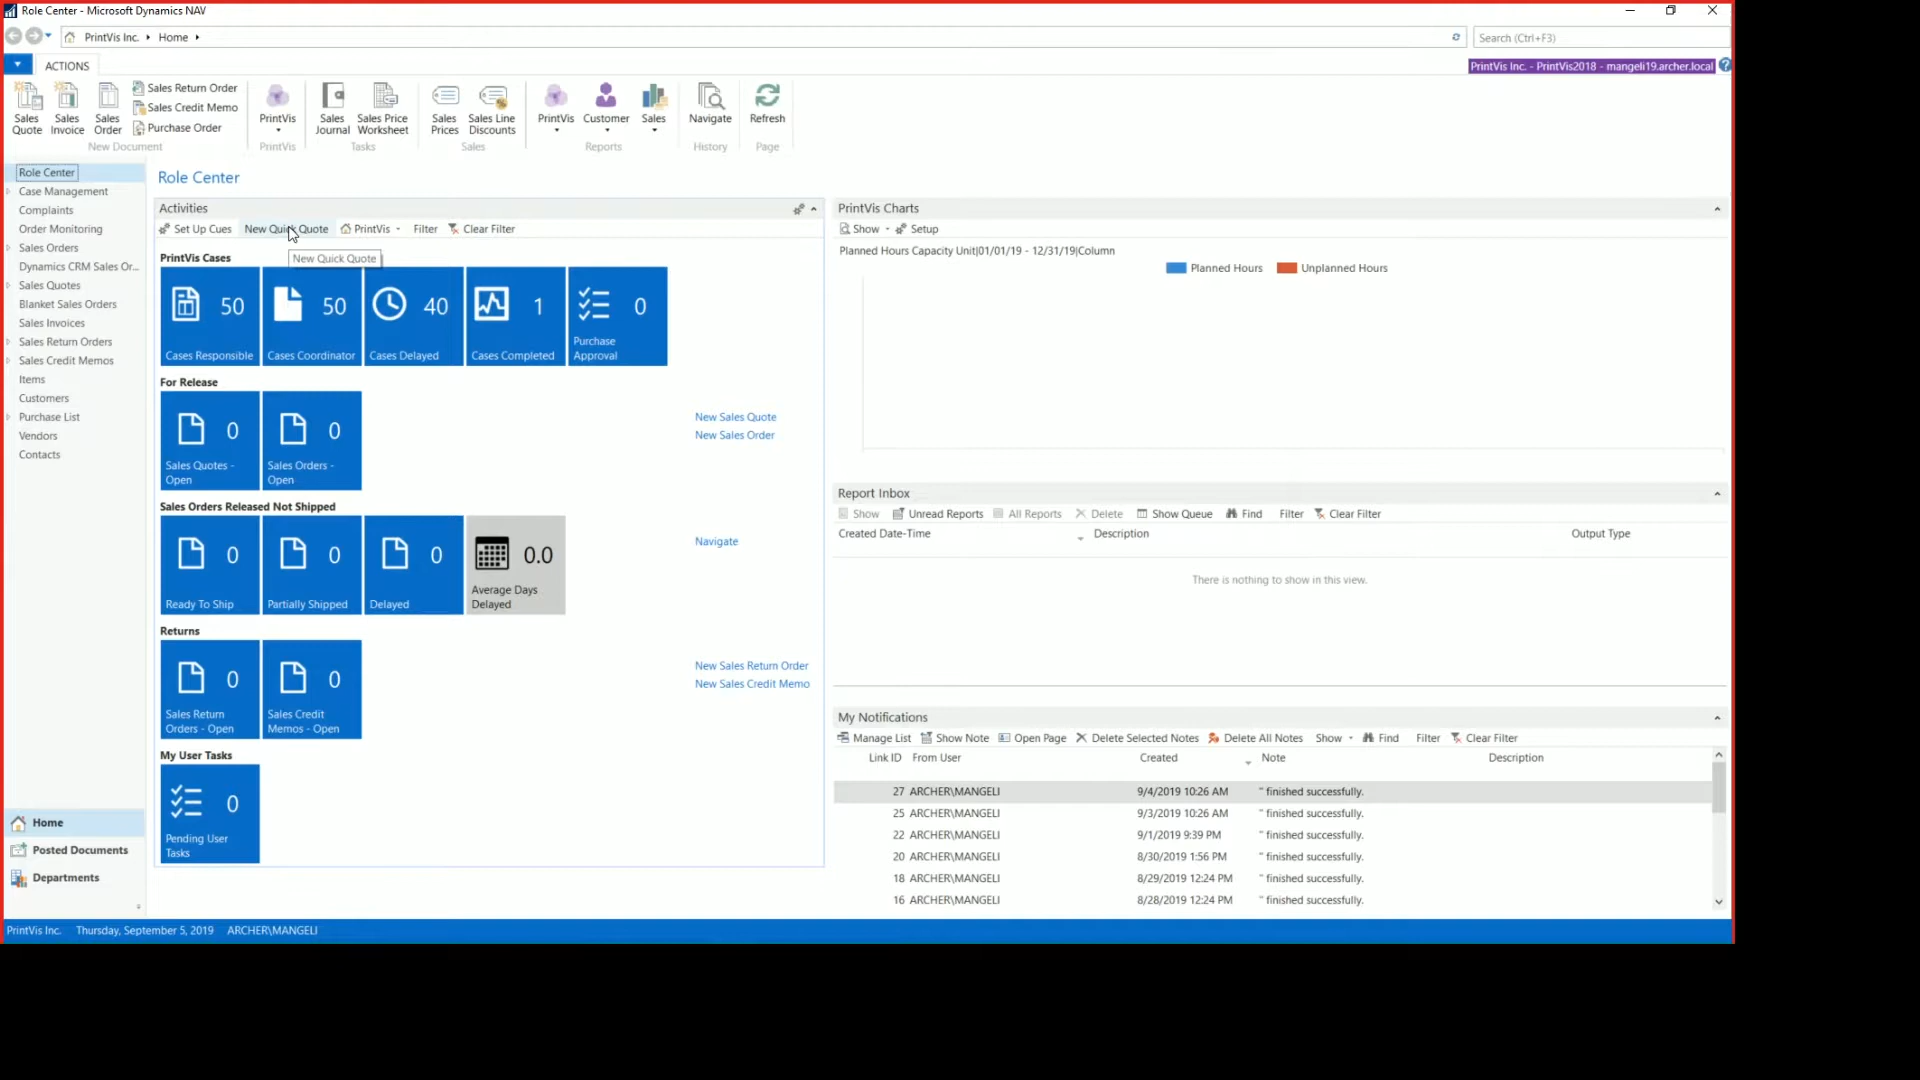 Role Center - Microsoft Dynamics NAV
PrintVis Inc. ▸ Home ▸
Search (Ctrl+F3)
ACTIONS
PrintVis Inc. - PrintVis2018 - mangeli19.archer.local
Sales Quote
Sales Invoice
Sales Order
Sales Return Order
Sales Credit Memo
Purchase Order
New Document
PrintVis
PrintVis
Sales Journal
Sales Price Worksheet
Tasks
Sales Prices
Sales Line Discounts
Sales
PrintVis
Customer
Sales
Reports
Navigate
History
Refresh
Page
Role Center
Case Management
Complaints
Order Monitoring
Sales Orders
Dynamics CRM Sales Or...
Sales Quotes
Blanket Sales Orders
Sales Invoices
Sales Return Orders
Sales Credit Memos
Items
Customers
Purchase List
Vendors
Contacts
Home
Posted Documents
Departments
Role Center
Activities
Set Up Cues
New Quick Quote
PrintVis
Filter
Clear Filter
New Quick Quote
PrintVis Cases
50
Cases Responsible
50
Cases Coordinator
40
Cases Delayed
1
Cases Completed
0
Purchase
Approval
For Release
0
Sales Quotes -
Open
0
Sales Orders -
Open
New Sales Quote
New Sales Order
Sales Orders Released Not Shipped
0
Ready To Ship
0
Partially Shipped
0
Delayed
0.0
Average Days
Delayed
Navigate
Returns
0
Sales Return
Orders - Open
0
Sales Credit
Memos - Open
New Sales Return Order
New Sales Credit Memo
My User Tasks
0
Pending User
Tasks
PrintVis Charts
Show
Setup
Planned Hours Capacity Unit|01/01/19 - 12/31/19|Column
Planned Hours
Unplanned Hours
Report Inbox
Show
Unread Reports
All Reports
Delete
Show Queue
Find
Filter
Clear Filter
Created Date-Time
Description
Output Type
There is nothing to show in this view.
My Notifications
Manage List
Show Note
Open Page
Delete Selected Notes
Delete All Notes
Show
Find
Filter
Clear Filter
Link ID From User Created Note Description
27 ARCHER\MANGELI 9/4/2019 10:26 AM '' finished successfully.
25 ARCHER\MANGELI 9/3/2019 10:26 AM '' finished successfully.
22 ARCHER\MANGELI 9/1/2019 9:39 PM '' finished successfully.
20 ARCHER\MANGELI 8/30/2019 1:56 PM '' finished successfully.
18 ARCHER\MANGELI 8/29/2019 12:24 PM '' finished successfully.
16 ARCHER\MANGELI 8/28/2019 12:24 PM '' finished successfully.
PrintVis Inc. Thursday, September 5, 2019 ARCHER\MANGELI